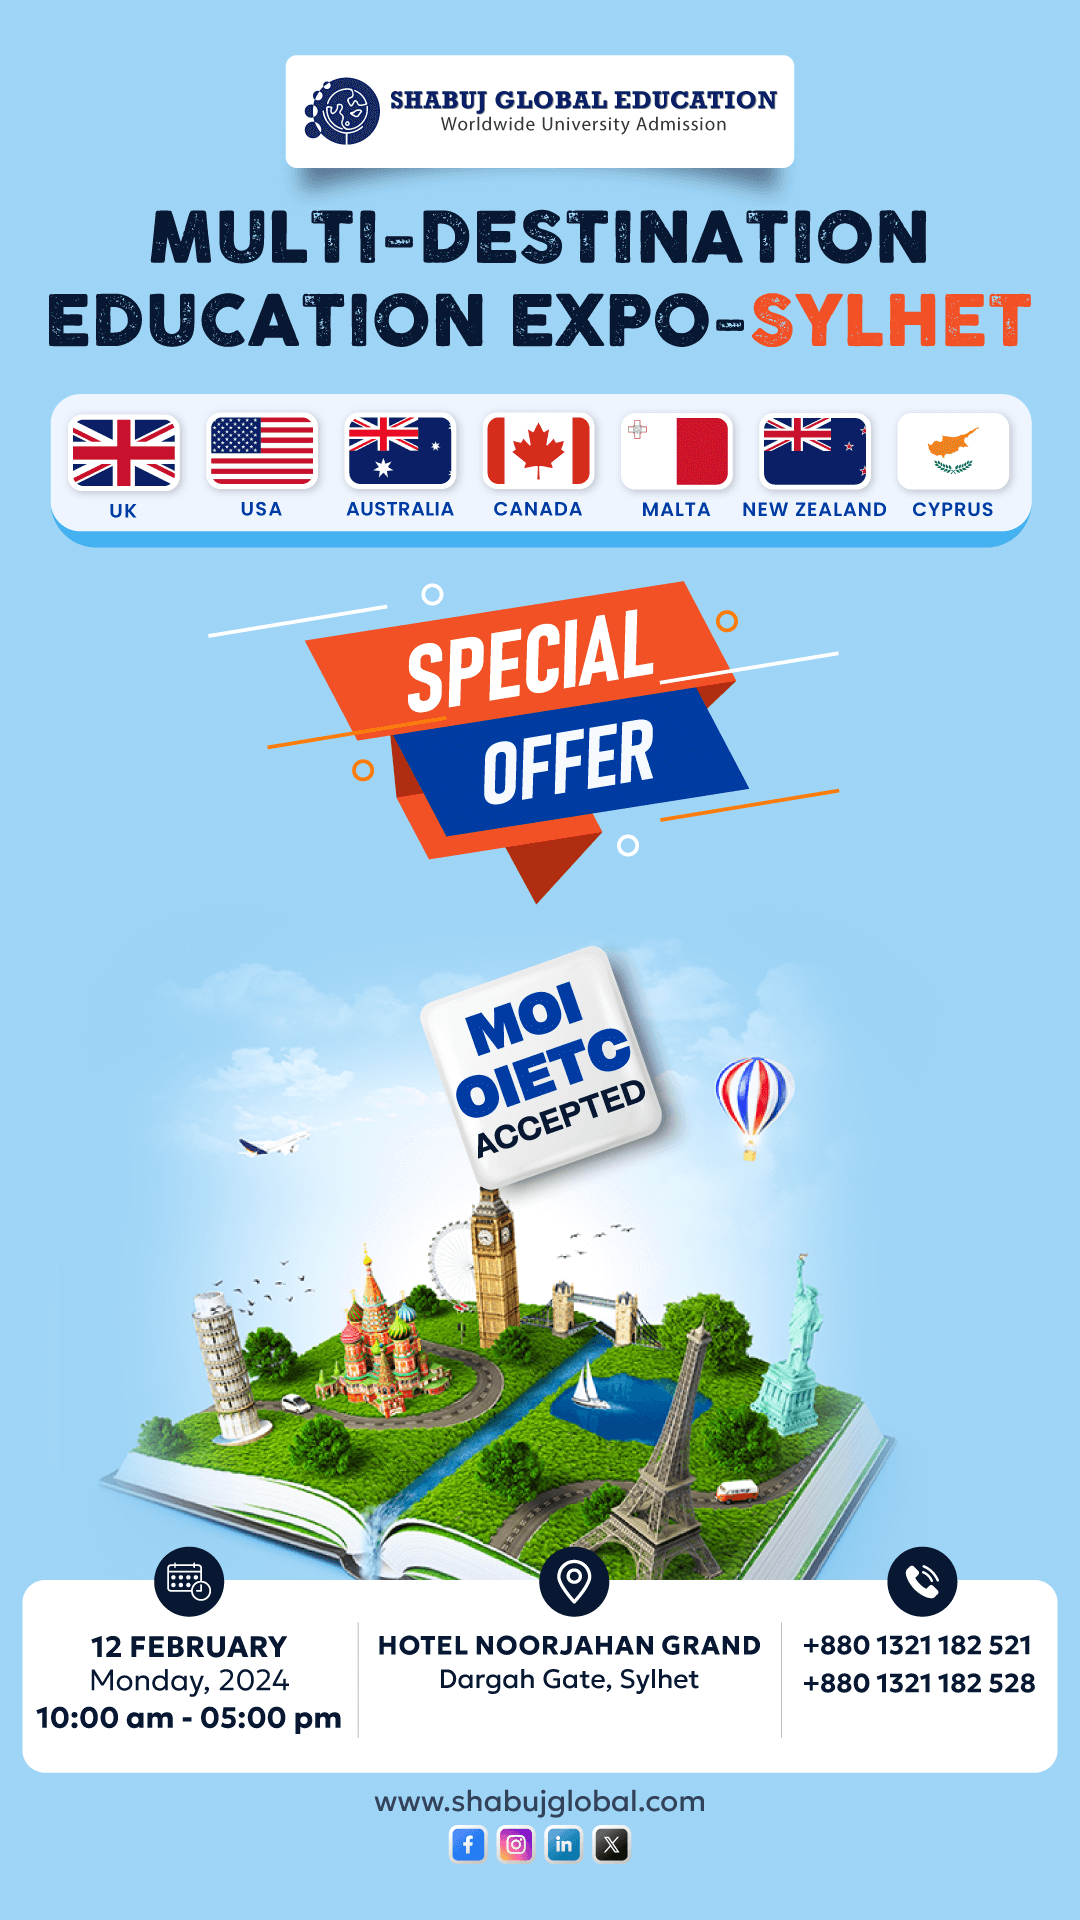 SHABUJ GLOBAL EDUCATION
Worldwide University Admission
MULTI-DESTINATION
EDUCATION EXPO-SYLHET
UK
USA
AUSTRALIA
CANADA
MALTA
NEW ZEALAND
CYPRUS
SPECIAL
OFFER
MOI
OIETC
ACCEPTED
12 FEBRUARY
Monday, 2024
10:00 am - 05:00 pm
HOTEL NOORJAHAN GRAND
Dargah Gate, Sylhet
+880 1321 182 521
+880 1321 182 528
www.shabujglobal.com